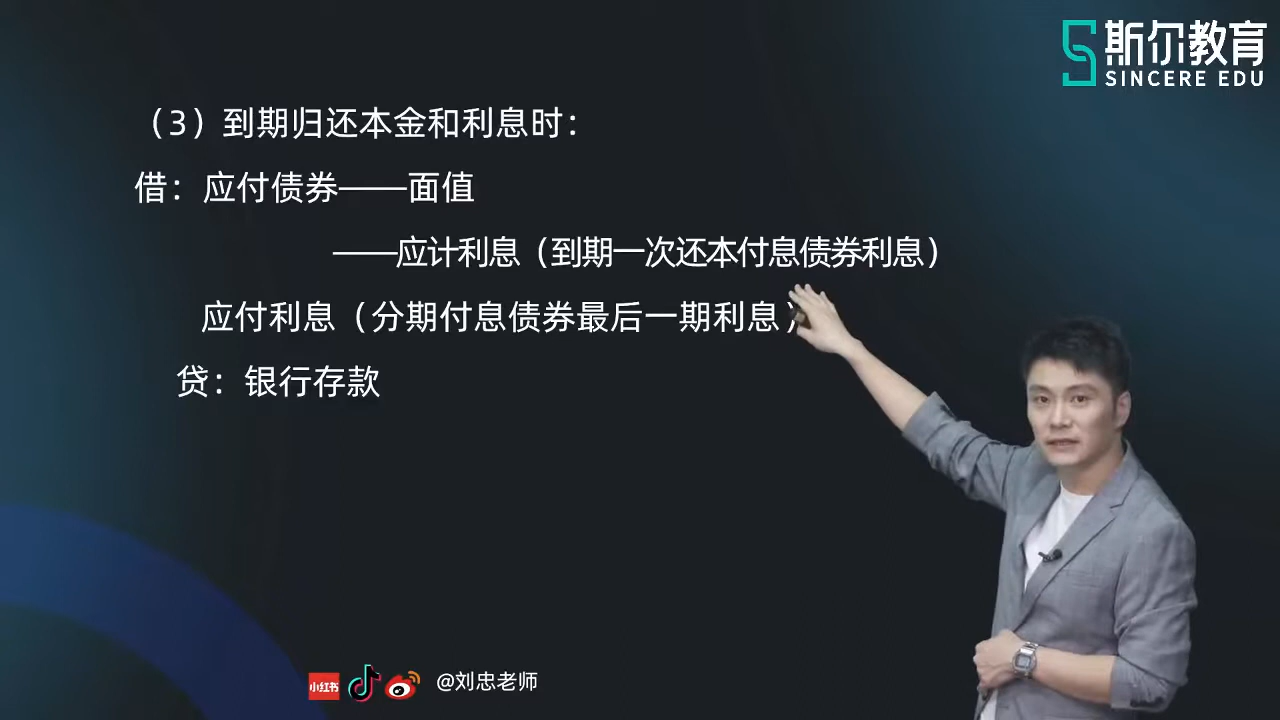 斯尔教育
SINCERE EDU
（3）到期归还本金和利息时：
借：应付债券——面值
——应计利息（到期一次还本付息债券利息）
应付利息（分期付息债券最后一期利息）
贷：银行存款
小红书
@刘忠老师